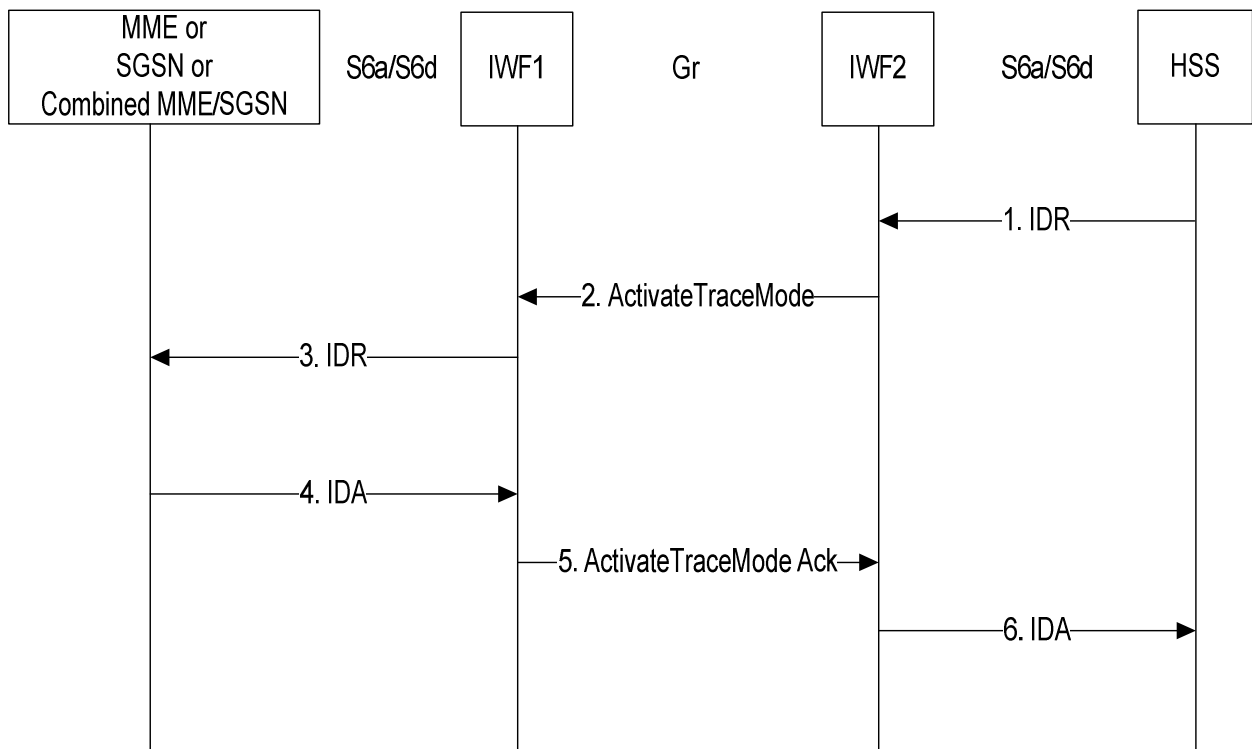 MME or
SGSN or
Combined MME/SGSN
S6a/S6d
IWF1
Gr
IWF2
S6a/S6d
HSS
1. IDR
2. ActivateTraceMode
3. IDR
4. IDA
5. ActivateTraceMode Ack
6. IDA